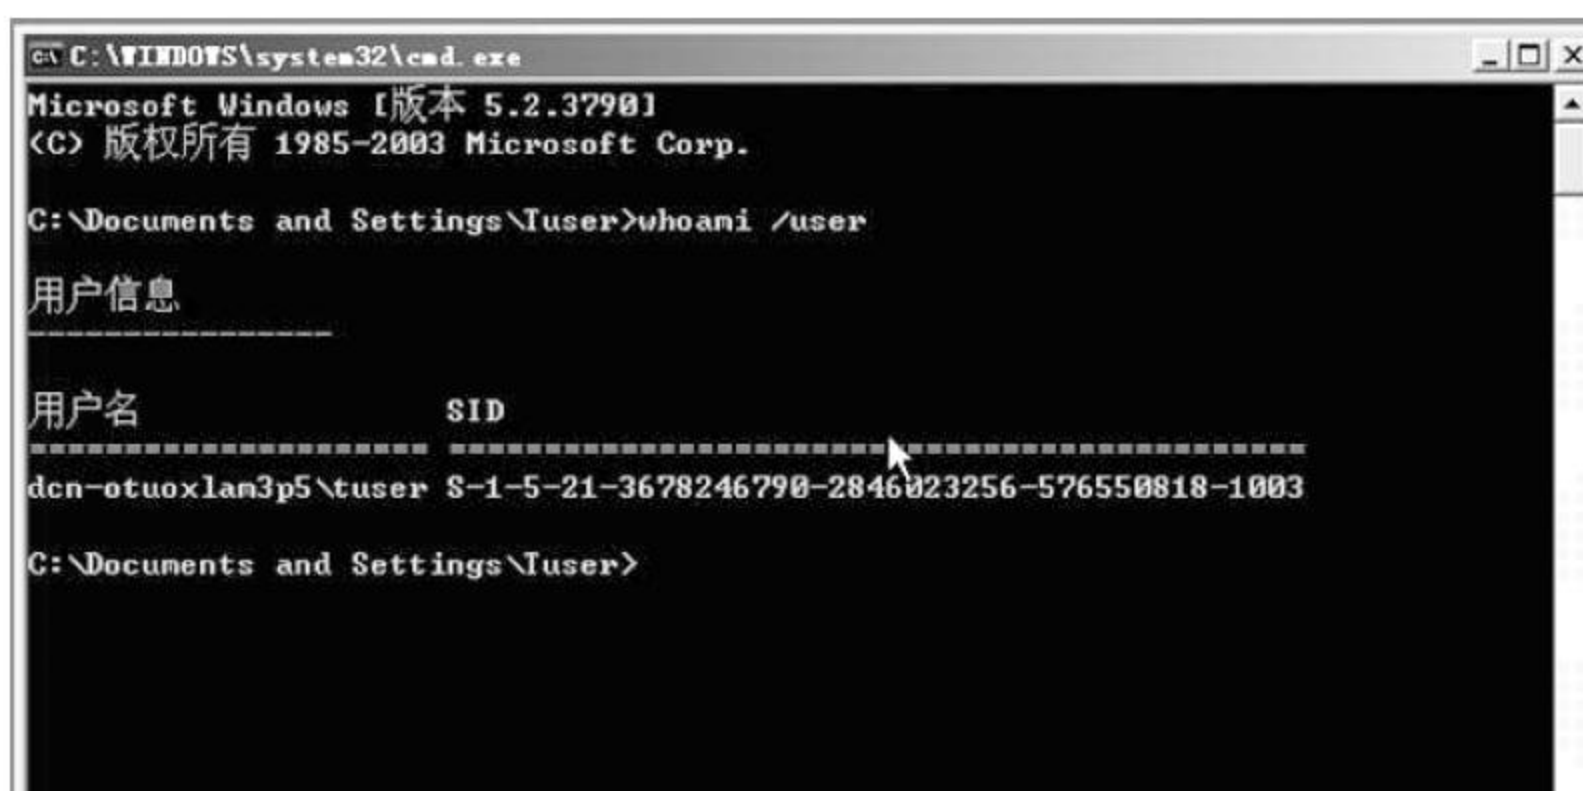 C:\WINDOWS\system32\cmd.exe
Microsoft Windows [版本 5.2.3790]
(C) 版权所有 1985-2003 Microsoft Corp.
C:\Documents and Settings\Tuser>whoami /user
用户信息
----------------
用户名 SID
===================== =============================================
dcn-otuoxlam3p5\tuser S-1-5-21-3678246790-2846023256-576550818-1003
C:\Documents and Settings\Tuser>